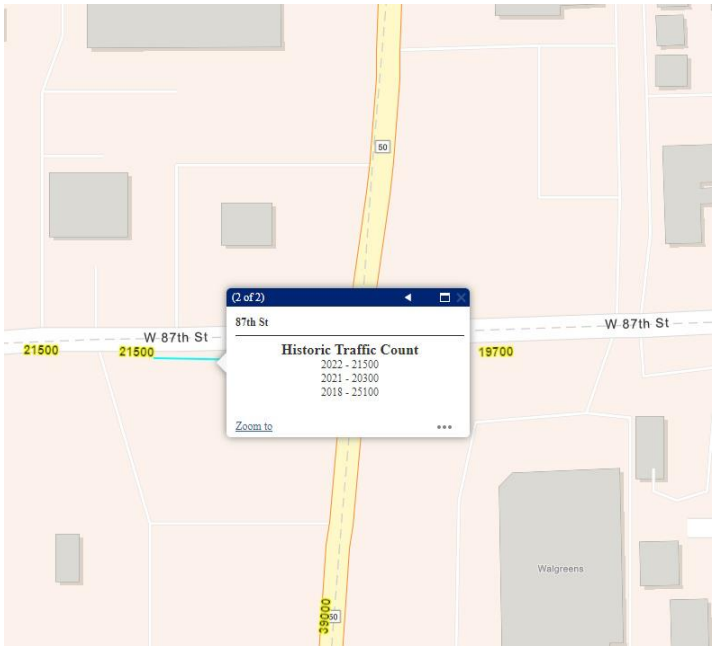 50
(2 of 2)
87th St
Historic Traffic Count
2022 - 21500
2021 - 20300
2018 - 25100
Zoom to
W 87th St
W 87th St
21500
21500
19700
Walgreens
39000
50